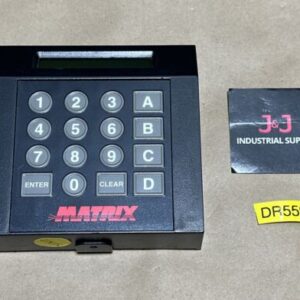 1 2 3 A
4 5 6 B
7 8 9 C
ENTER 0 CLEAR D
MATRIX
J&J
INDUSTRIAL SUP
DR55